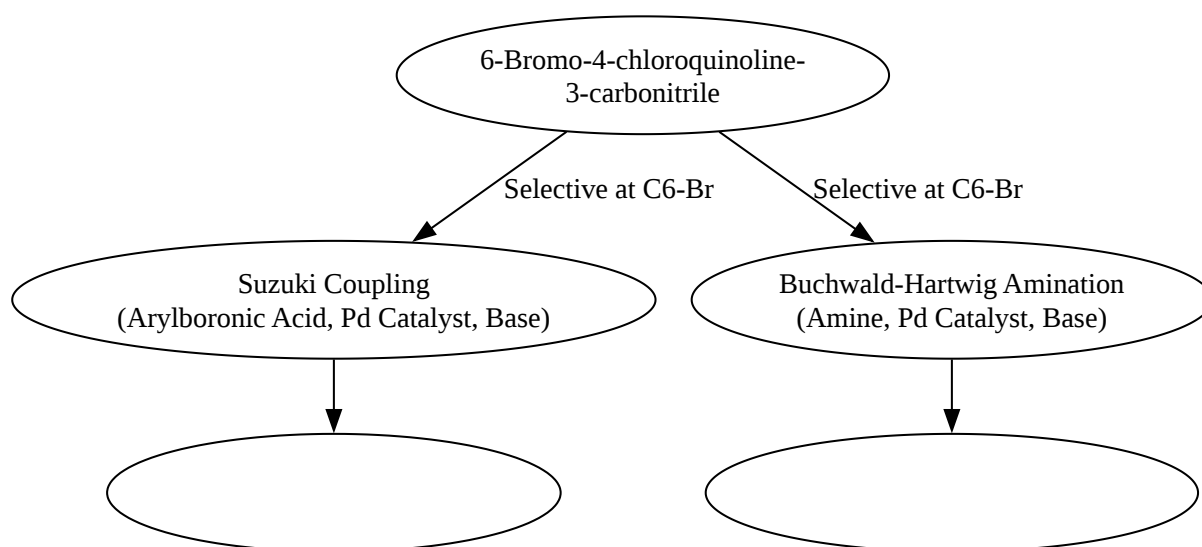 6-Bromo-4-chloroquinoline-
3-carbonitrile
Selective at C6-Br
Selective at C6-Br
Suzuki Coupling
(Arylboronic Acid, Pd Catalyst, Base)
Buchwald-Hartwig Amination
(Amine, Pd Catalyst, Base)